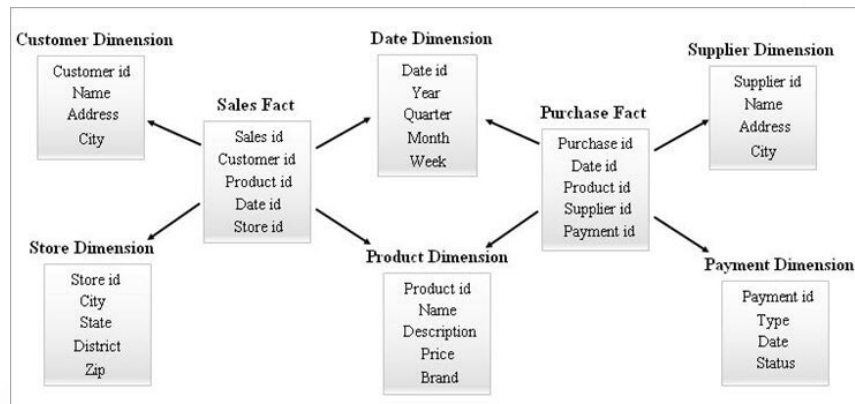 Customer Dimension
Customer id
Name
Address
City
Sales Fact
Sales id
Customer id
Product id
Date id
Store id
Date Dimension
Date id
Year
Quarter
Month
Week
Purchase Fact
Purchase id
Date id
Product id
Supplier id
Payment id
Supplier Dimension
Supplier id
Name
Address
City
Store Dimension
Store id
City
State
District
Zip
Product Dimension
Product id
Name
Description
Price
Brand
Payment Dimension
Payment id
Type
Date
Status